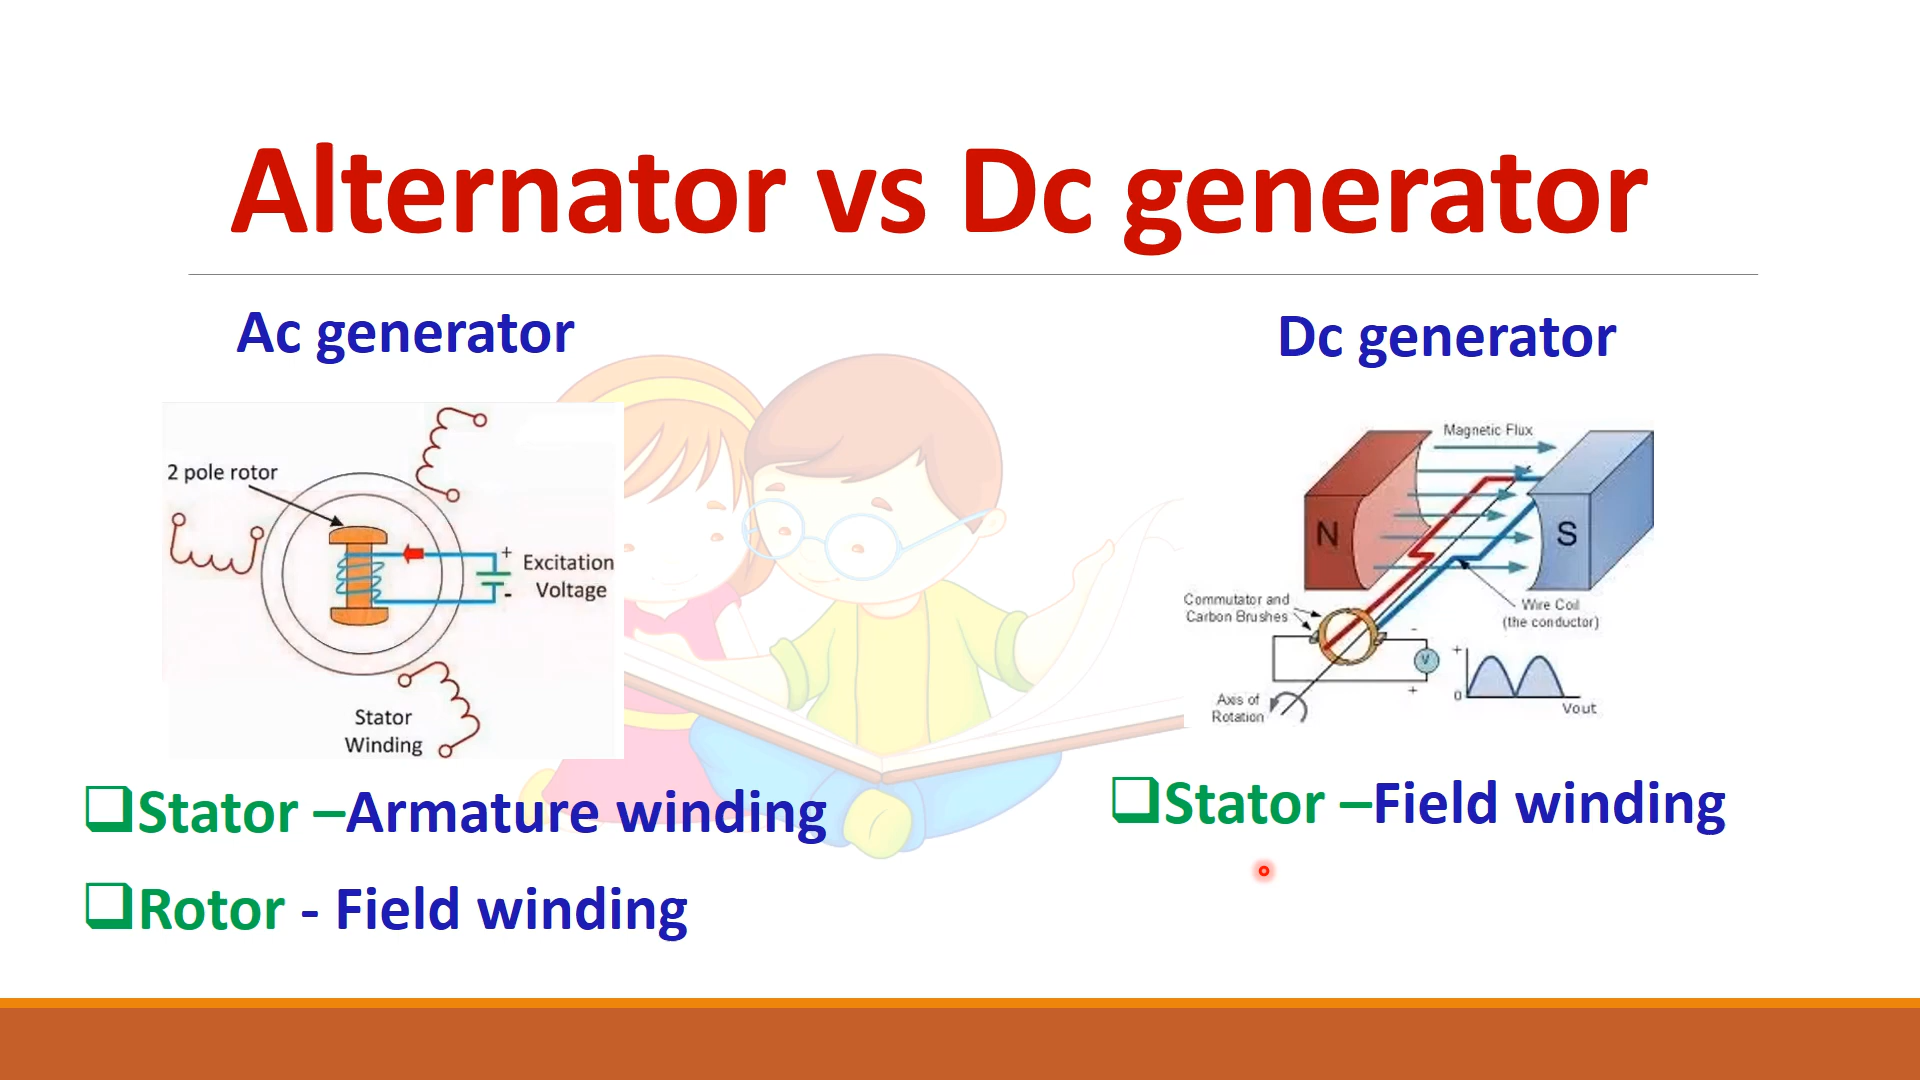 Alternator vs Dc generator
Ac generator
2 pole rotor
+
Excitation
Voltage
-
Stator
Winding
❑Stator –Armature winding
❑Rotor - Field winding
Dc generator
Magnetic Flux
N
S
Commutator and
Carbon Brushes
Wire Coil
(the conductor)
-
V
+
+
0
Vout
Axis of
Rotation
❑Stator –Field winding